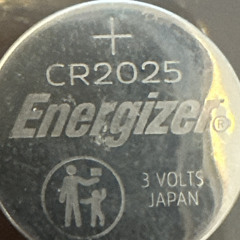 +
CR2025
Energizer®
3 VOLTS
JAPAN